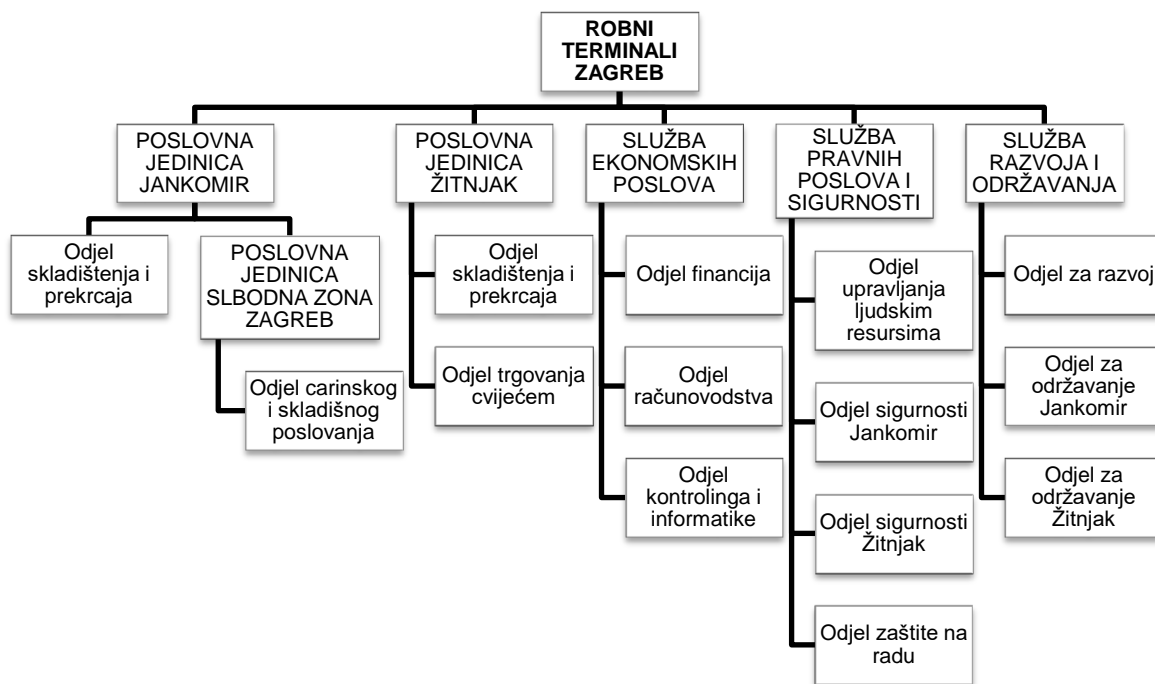 ROBNI
TERMINALI
ZAGREB
POSLOVNA
JEDINICA
JANKOMIR
Odjel
skladištenja i
prekrcaja
POSLOVNA
JEDINICA
SLBODNA ZONA
ZAGREB
Odjel carinskog
i skladišnog
poslovanja
POSLOVNA
JEDINICA
ŽITNJAK
Odjel
skladištenja i
prekrcaja
Odjel trgovanja
cvijećem
SLUŽBA
EKONOMSKIH
POSLOVA
Odjel financija
Odjel
računovodstva
Odjel
kontrolinga i
informatike
SLUŽBA
PRAVNIH
POSLOVA I
SIGURNOSTI
Odjel
upravljanja
ljudskim
resursima
Odjel sigurnosti
Jankomir
Odjel sigurnosti
Žitnjak
Odjel zaštite na
radu
SLUŽBA
RAZVOJA I
ODRŽAVANJA
Odjel za razvoj
Odjel za
održavanje
Jankomir
Odjel za
održavanje
Žitnjak